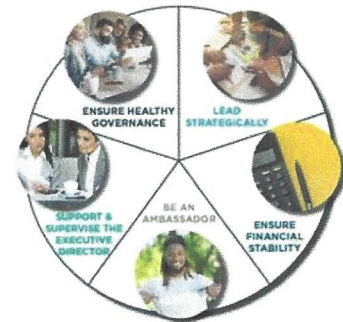 ENSURE HEALTHY
GOVERNANCE
LEAD
STRATEGICALLY
SUPPORT &
SUPERVISE THE
EXECUTIVE
DIRECTOR
BE AN
AMBASSADOR
ENSURE
FINANCIAL
STABILITY